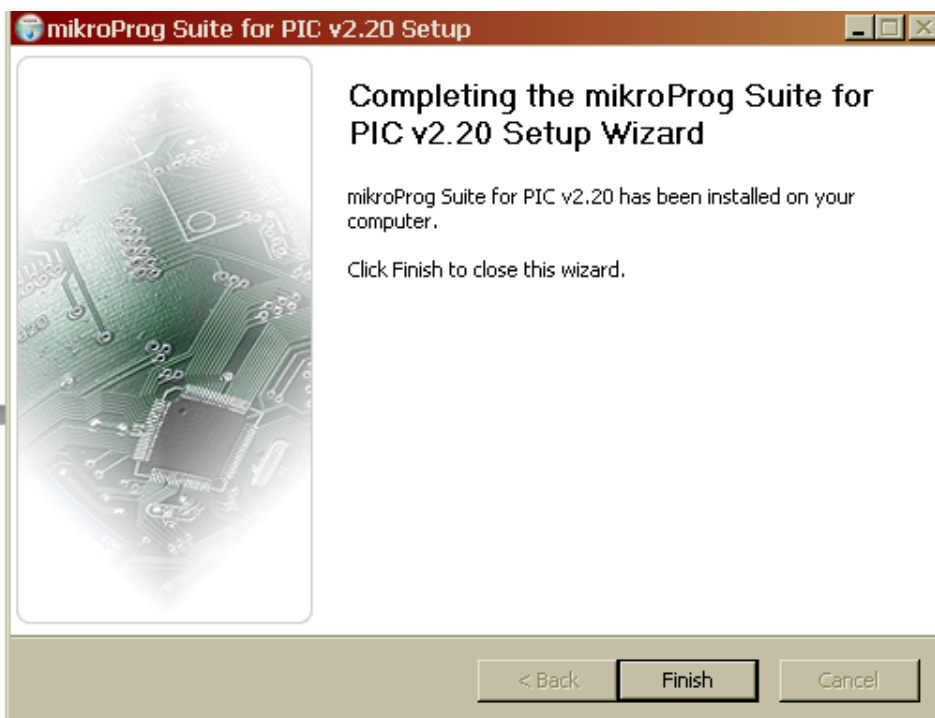 mikroProg Suite for PIC v2.20 Setup
Completing the mikroProg Suite for
PIC v2.20 Setup Wizard
mikroProg Suite for PIC v2.20 has been installed on your
computer.
Click Finish to close this wizard.
< Back
Finish
Cancel